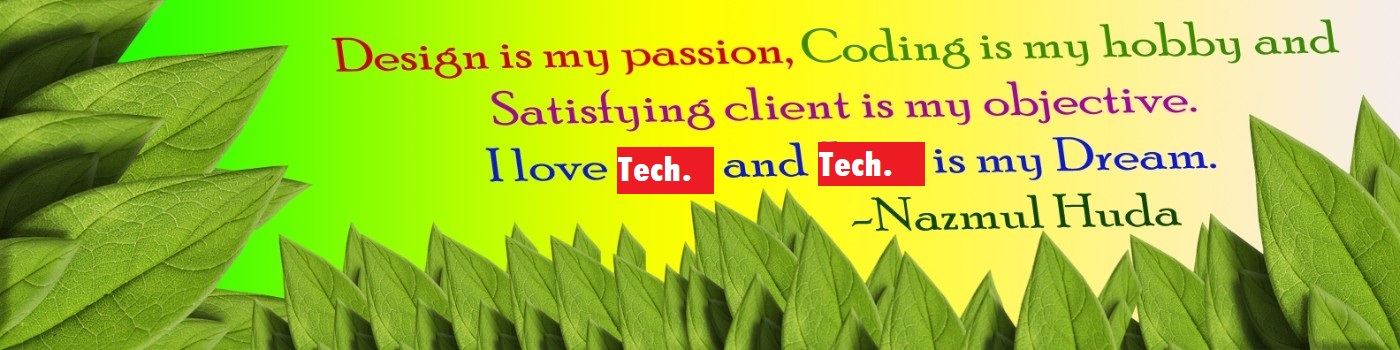 Design is my passion, Coding is my hobby and
Satisfying client is my objective.
I love Tech. and Tech. is my Dream.
~Nazmul Huda